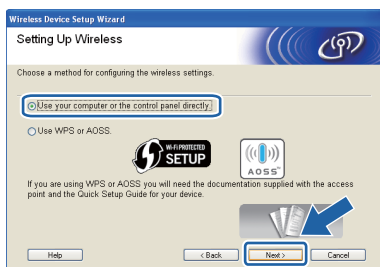 Wireless Device Setup Wizard
Setting Up Wireless
Choose a method for configuring the wireless settings.
Use your computer or the control panel directly.
Use WPS or AOSS.
Wi-Fi PROTECTED
SETUP
AOSS™
If you are using WPS or AOSS you will need the documentation supplied with the access
point and the Quick Setup Guide for your device.
Help
< Back
Next >
Cancel